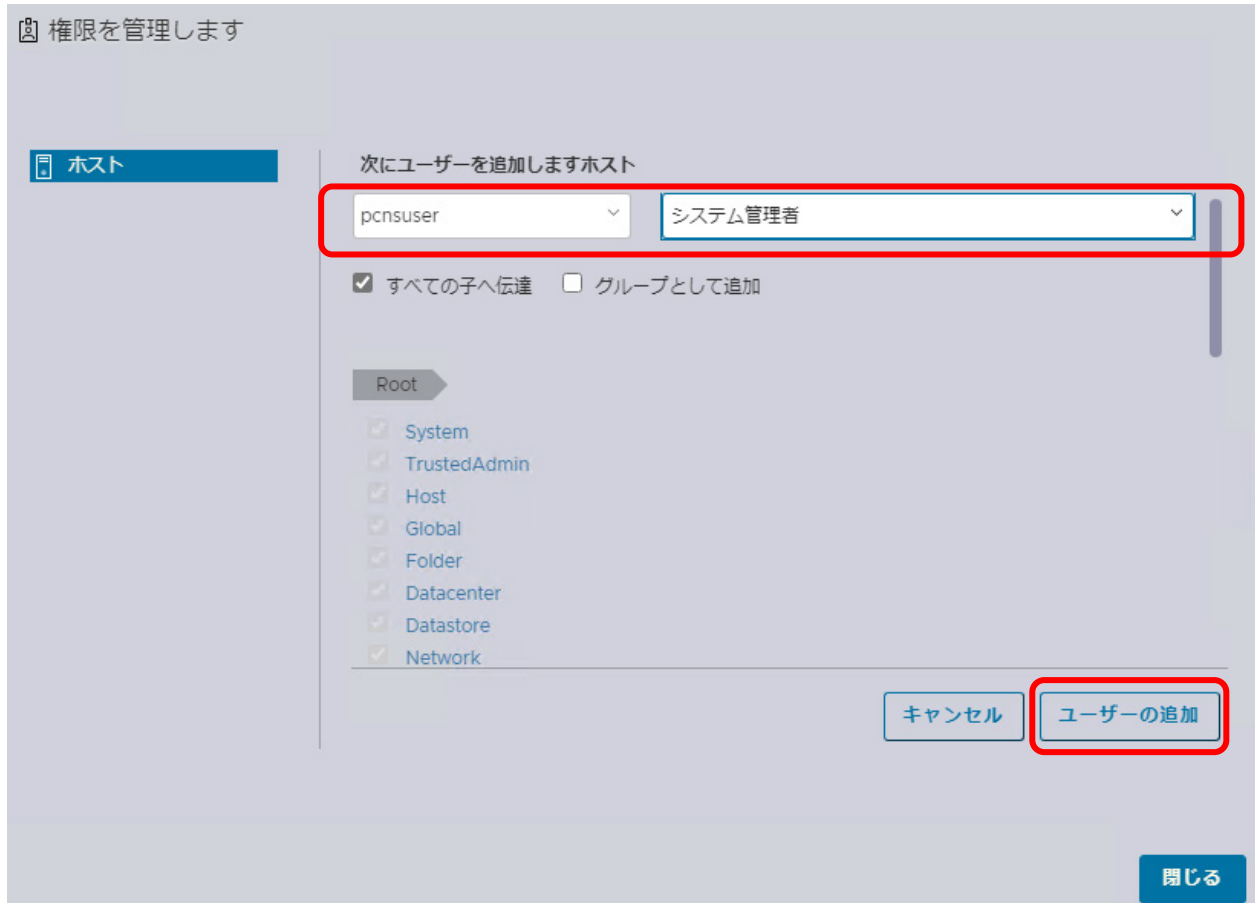 権限を管理します
ホスト
次にユーザーを追加しますホスト
pcnsuser
システム管理者
すべての子へ伝達
グループとして追加
Root
System
TrustedAdmin
Host
Global
Folder
Datacenter
Datastore
Network
キャンセル
ユーザーの追加
閉じる